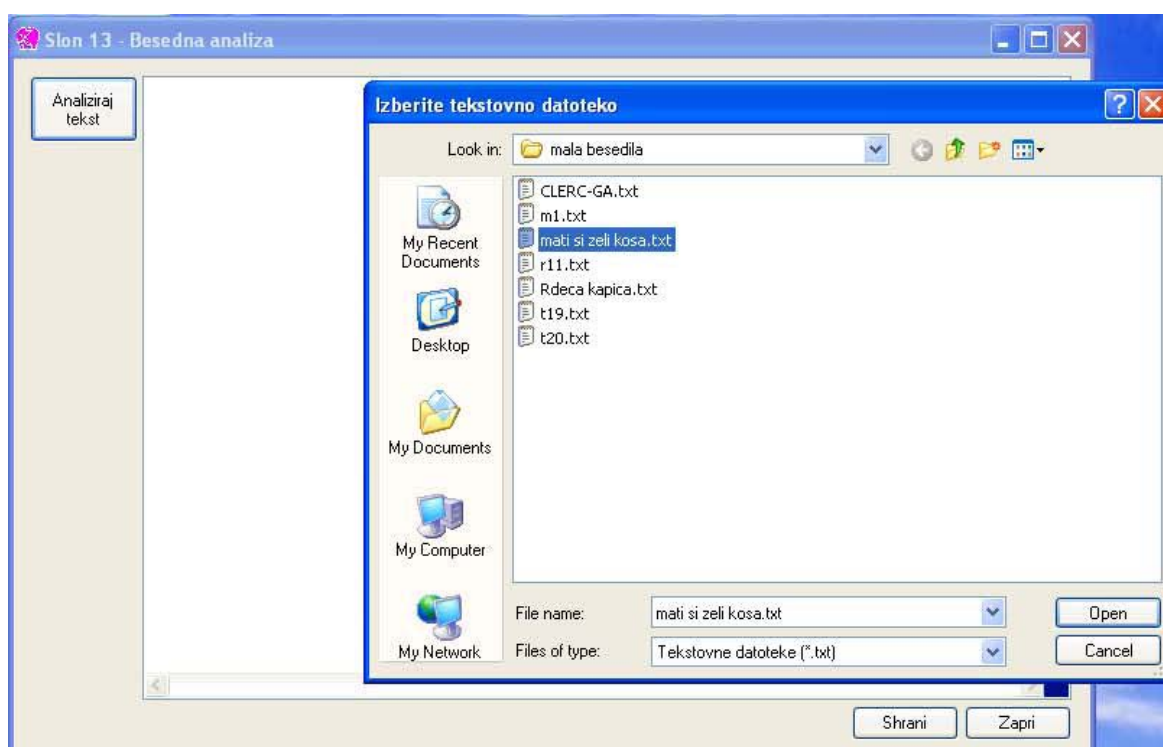 Slon 13 - Besedna analiza
Analiziraj
tekst
Izberite tekstovno datoteko
Look in:
mala besedila
My Recent
Documents
Desktop
My Documents
My Computer
My Network
CLERC-GA.txt
m1.txt
mati si zeli kosa.txt
r11.txt
Rdeca kapica.txt
t19.txt
t20.txt
File name:
mati si zeli kosa.txt
Open
Files of type:
Tekstovne datoteke (*.txt)
Cancel
Shrani
Zapri